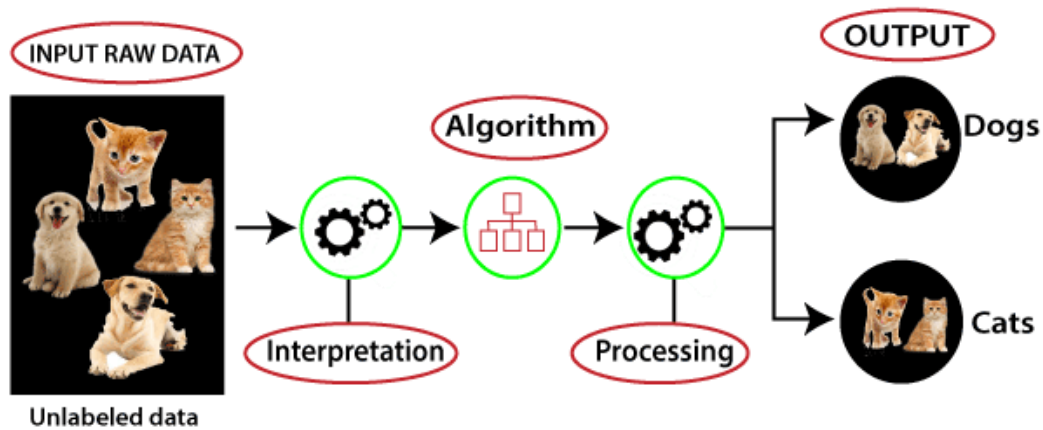 INPUT RAW DATA
Unlabeled data
Interpretation
Algorithm
Processing
OUTPUT
Dogs
Cats